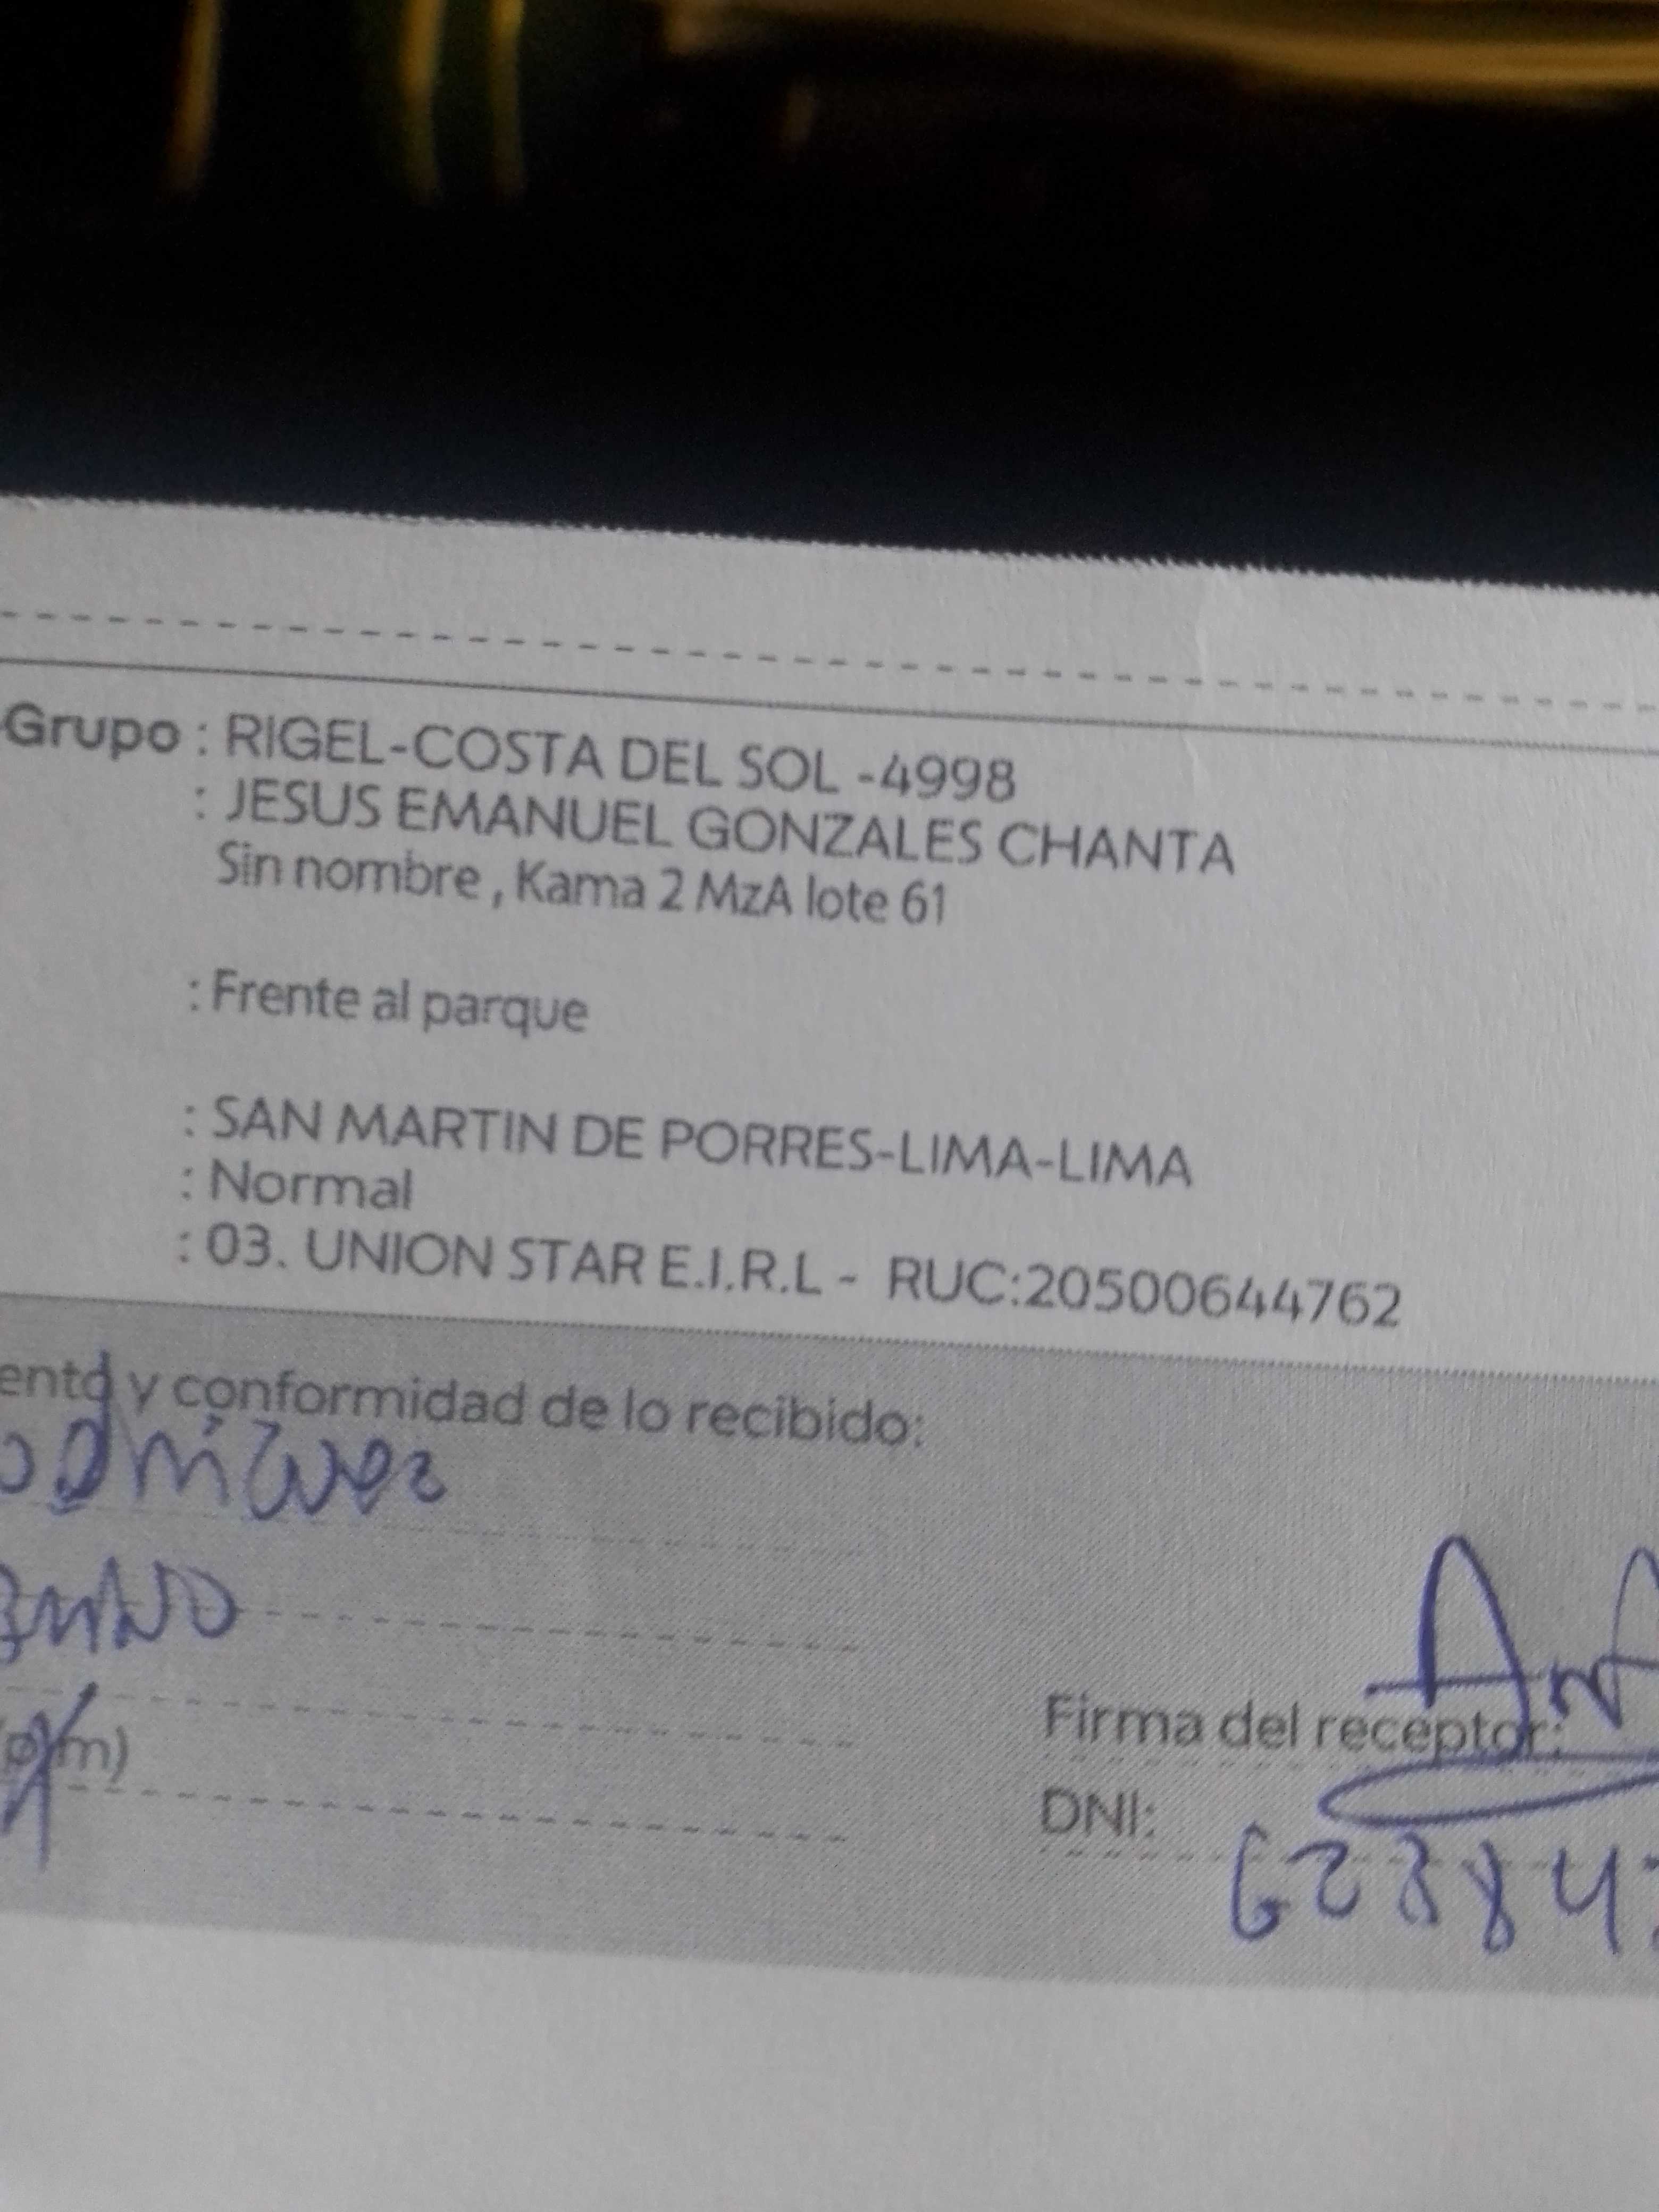 Grupo : RIGEL-COSTA DEL SOL -4998
: JESUS EMANUEL GONZALES CHANTA
Sin nombre , Kama 2 MzA lote 61
: Frente al parque
: SAN MARTIN DE PORRES-LIMA-LIMA
: Normal
: 03. UNION STAR E.I.R.L - RUC:20500644762
ento y conformidad de lo recibido:
Firma del receptor:
DNI: